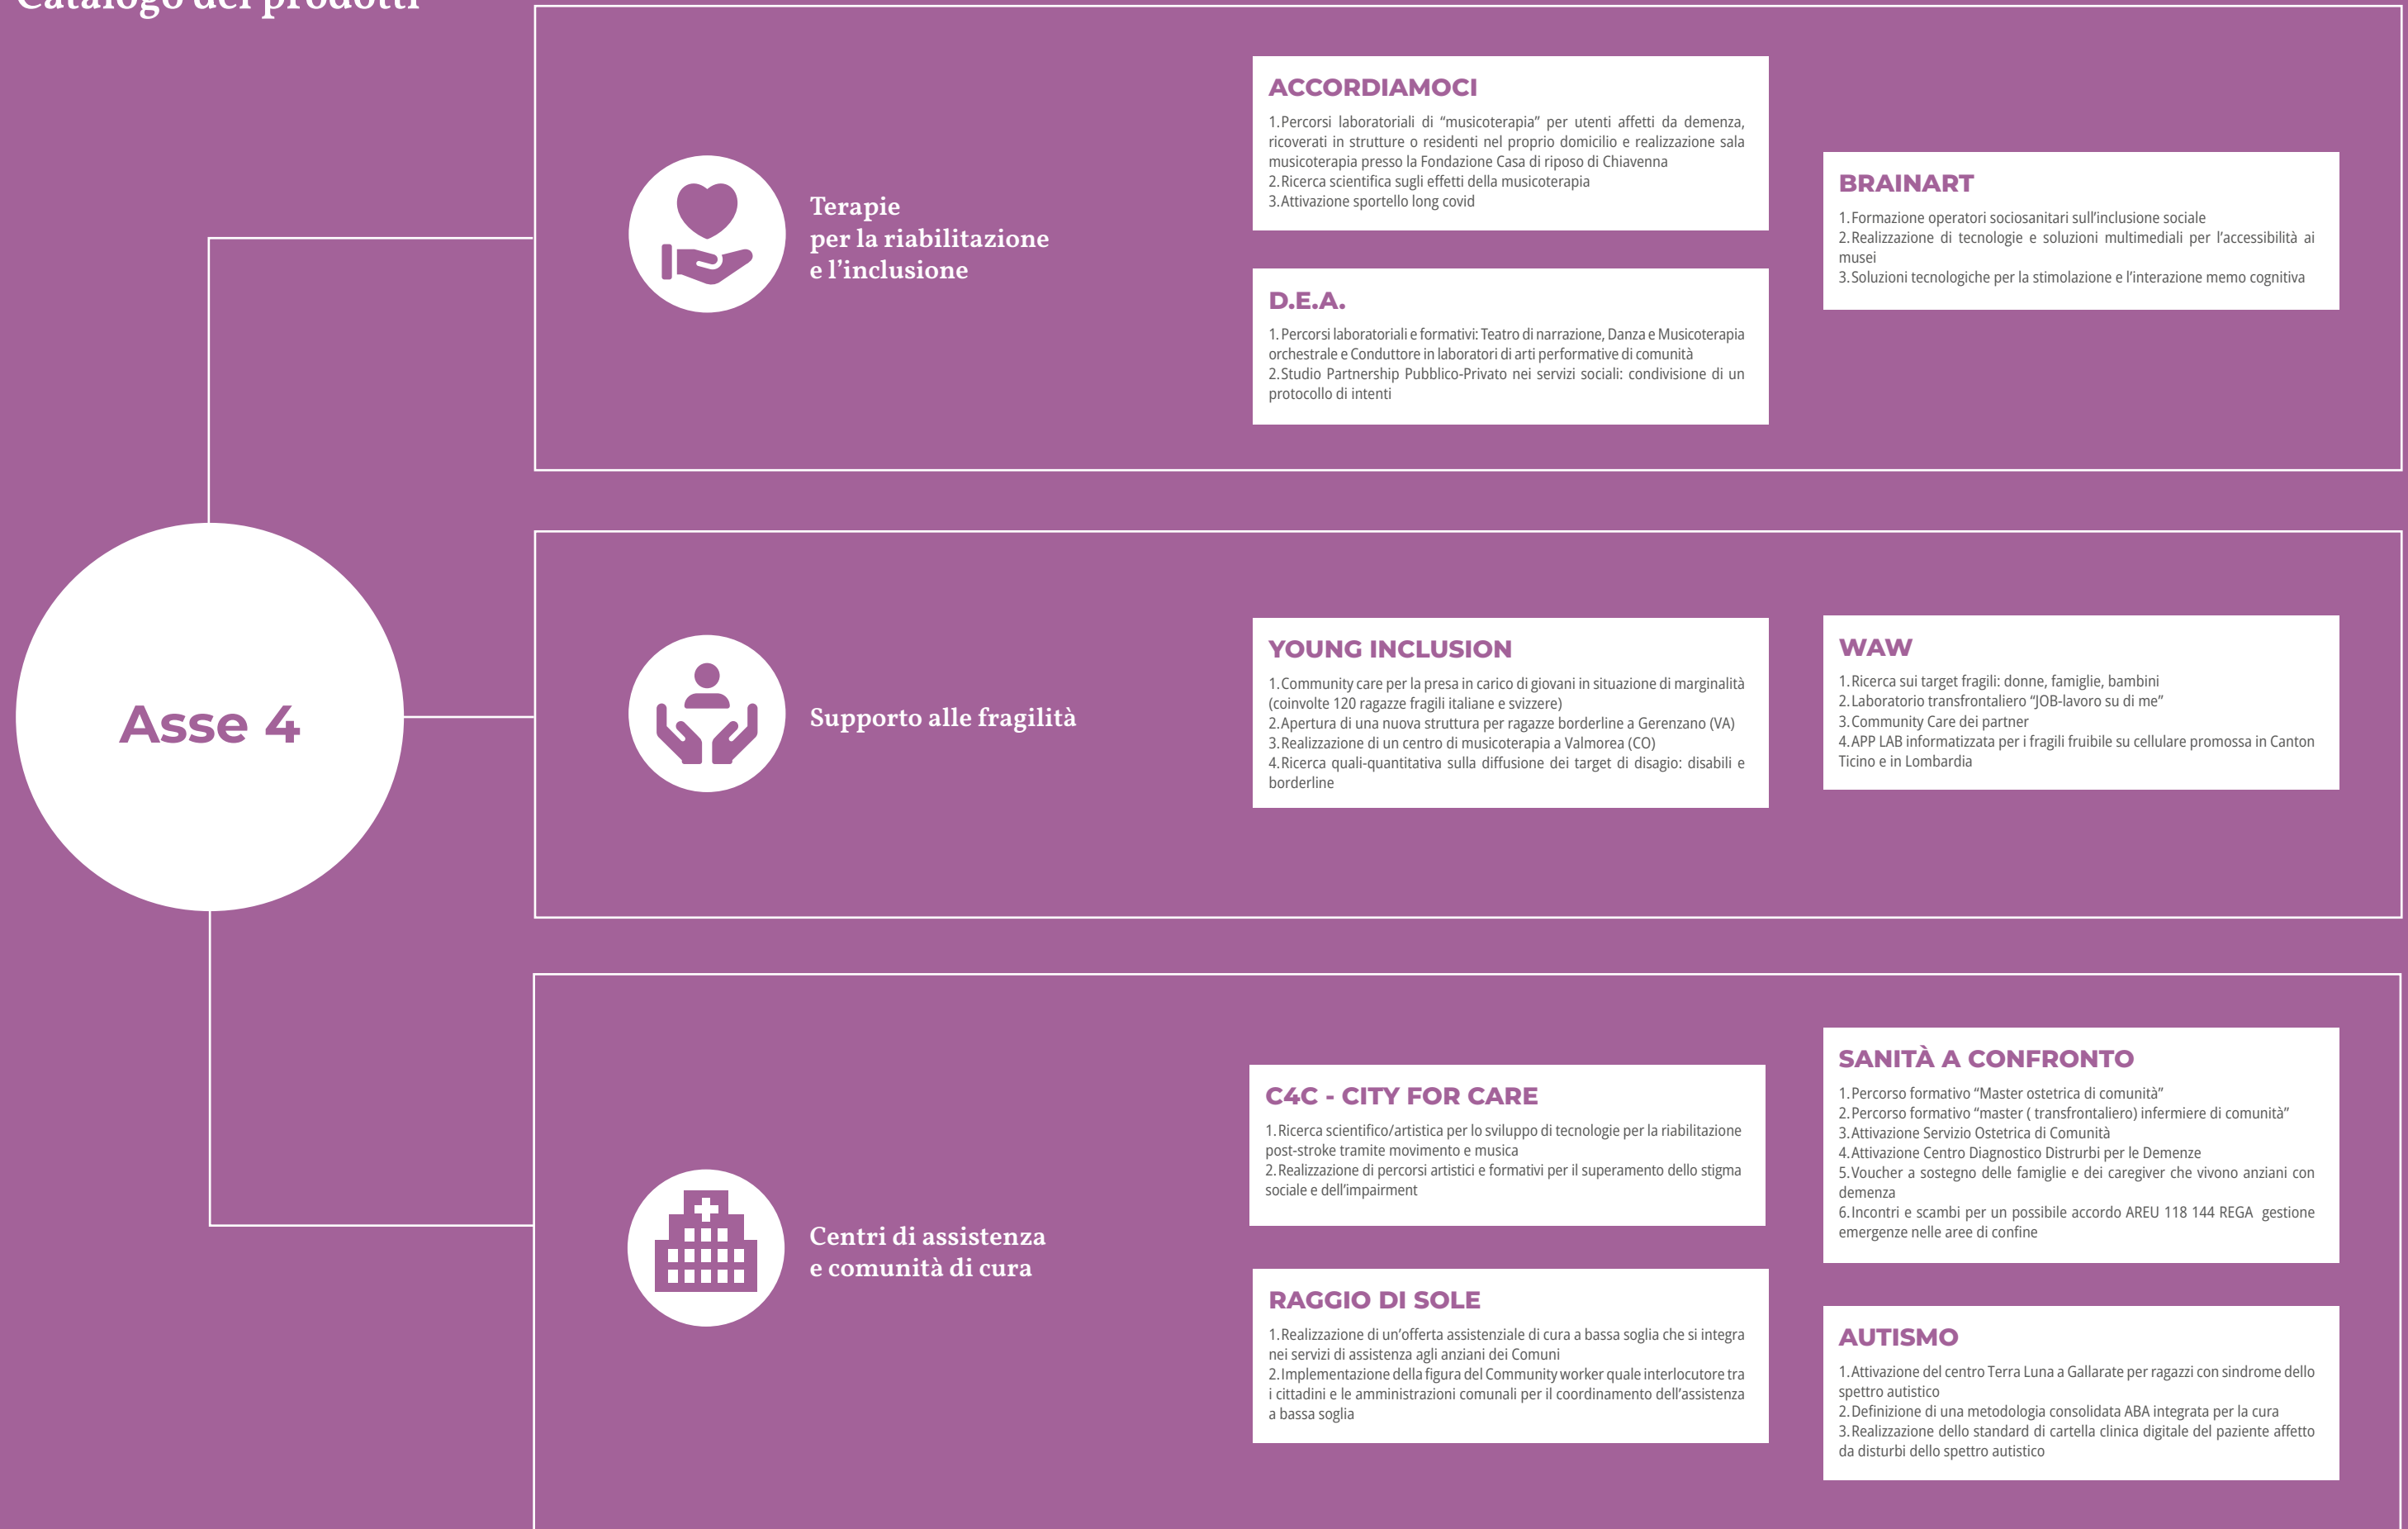 Catalogo dei prodotti
Asse 4
Terapie
per la riabilitazione
e l’inclusione
ACCORDIAMOCI
1.Percorsi laboratoriali di “musicoterapia” per utenti affetti da demenza,
ricoverati in strutture o residenti nel proprio domicilio e realizzazione sala
musicoterapia presso la Fondazione Casa di riposo di Chiavenna
2.Ricerca scientifica sugli effetti della musicoterapia
3.Attivazione sportello long covid
D.E.A.
1.Percorsi laboratoriali e formativi: Teatro di narrazione, Danza e Musicoterapia
orchestrale e Conduttore in laboratori di arti performative di comunità
2.Studio Partnership Pubblico-Privato nei servizi sociali: condivisione di un
protocollo di intenti
BRAINART
1.Formazione operatori sociosanitari sull’inclusione sociale
2.Realizzazione di tecnologie e soluzioni multimediali per l’accessibilità ai
musei
3.Soluzioni tecnologiche per la stimolazione e l’interazione memo cognitiva
Supporto alle fragilità
YOUNG INCLUSION
1.Community care per la presa in carico di giovani in situazione di marginalità
(coinvolte 120 ragazze fragili italiane e svizzere)
2.Apertura di una nuova struttura per ragazze borderline a Gerenzano (VA)
3.Realizzazione di un centro di musicoterapia a Valmorea (CO)
4.Ricerca quali-quantitativa sulla diffusione dei target di disagio: disabili e
borderline
WAW
1.Ricerca sui target fragili: donne, famiglie, bambini
2.Laboratorio transfrontaliero “JOB-lavoro su di me”
3.Community Care dei partner
4.APP LAB informatizzata per i fragili fruibile su cellulare promossa in Canton
Ticino e in Lombardia
Centri di assistenza
e comunità di cura
C4C - CITY FOR CARE
1.Ricerca scientifico/artistica per lo sviluppo di tecnologie per la riabilitazione
post-stroke tramite movimento e musica
2.Realizzazione di percorsi artistici e formativi per il superamento dello stigma
sociale e dell’impairment
RAGGIO DI SOLE
1.Realizzazione di un’offerta assistenziale di cura a bassa soglia che si integra
nei servizi di assistenza agli anziani dei Comuni
2.Implementazione della figura del Community worker quale interlocutore tra
i cittadini e le amministrazioni comunali per il coordinamento dell’assistenza
a bassa soglia
SANITÀ A CONFRONTO
1.Percorso formativo “Master ostetrica di comunità”
2.Percorso formativo “master ( transfrontaliero) infermiere di comunità”
3.Attivazione Servizio Ostetrica di Comunità
4.Attivazione Centro Diagnostico Distrurbi per le Demenze
5.Voucher a sostegno delle famiglie e dei caregiver che vivono anziani con
demenza
6.Incontri e scambi per un possibile accordo AREU 118 144 REGA  gestione
emergenze nelle aree di confine
AUTISMO
1.Attivazione del centro Terra Luna a Gallarate per ragazzi con sindrome dello
spettro autistico
2.Definizione di una metodologia consolidata ABA integrata per la cura
3.Realizzazione dello standard di cartella clinica digitale del paziente affetto
da disturbi dello spettro autistico